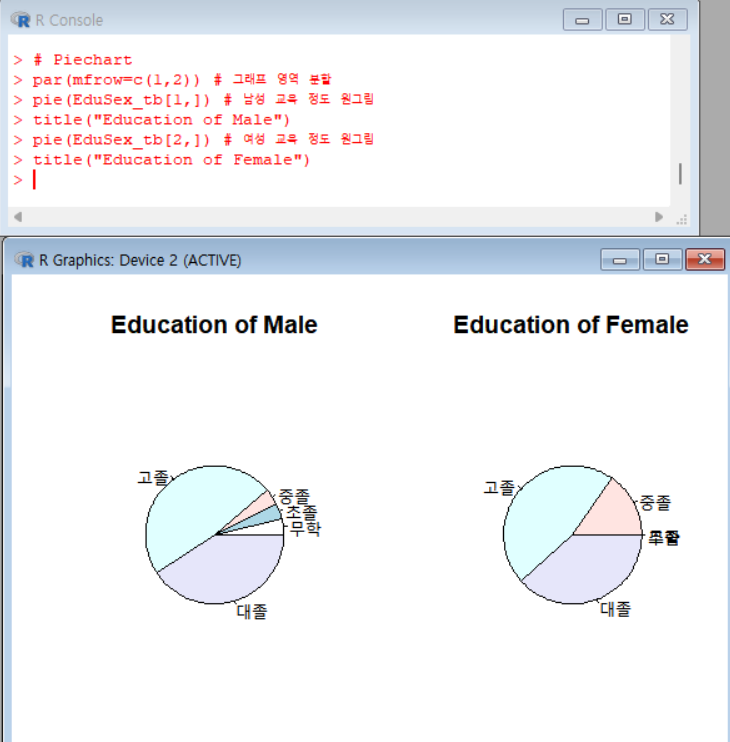 R Console
> # Piechart
> par(mfrow=c(1,2)) # 그래프 영역 분할
> pie(EduSex_tb[1,]) # 남성 교육 정도 원그림
> title("Education of Male")
> pie(EduSex_tb[2,]) # 여성 교육 정도 원그림
> title("Education of Female")
>
R Graphics: Device 2 (ACTIVE)
Education of Male
Education of Female
고졸
중졸
초졸
무학
대졸
고졸
중졸
대졸